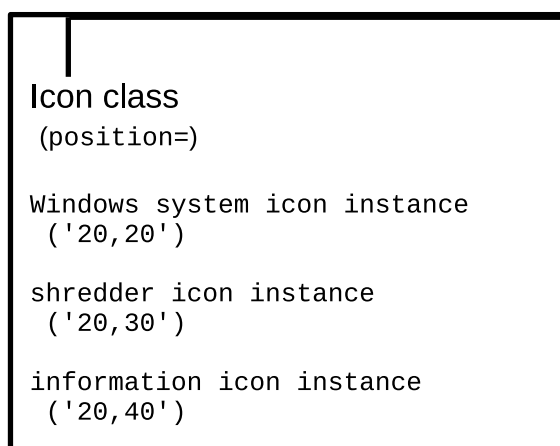 Icon class
(position=)
Windows system icon instance
('20,20')
shredder icon instance
('20,30')
information icon instance
('20,40')